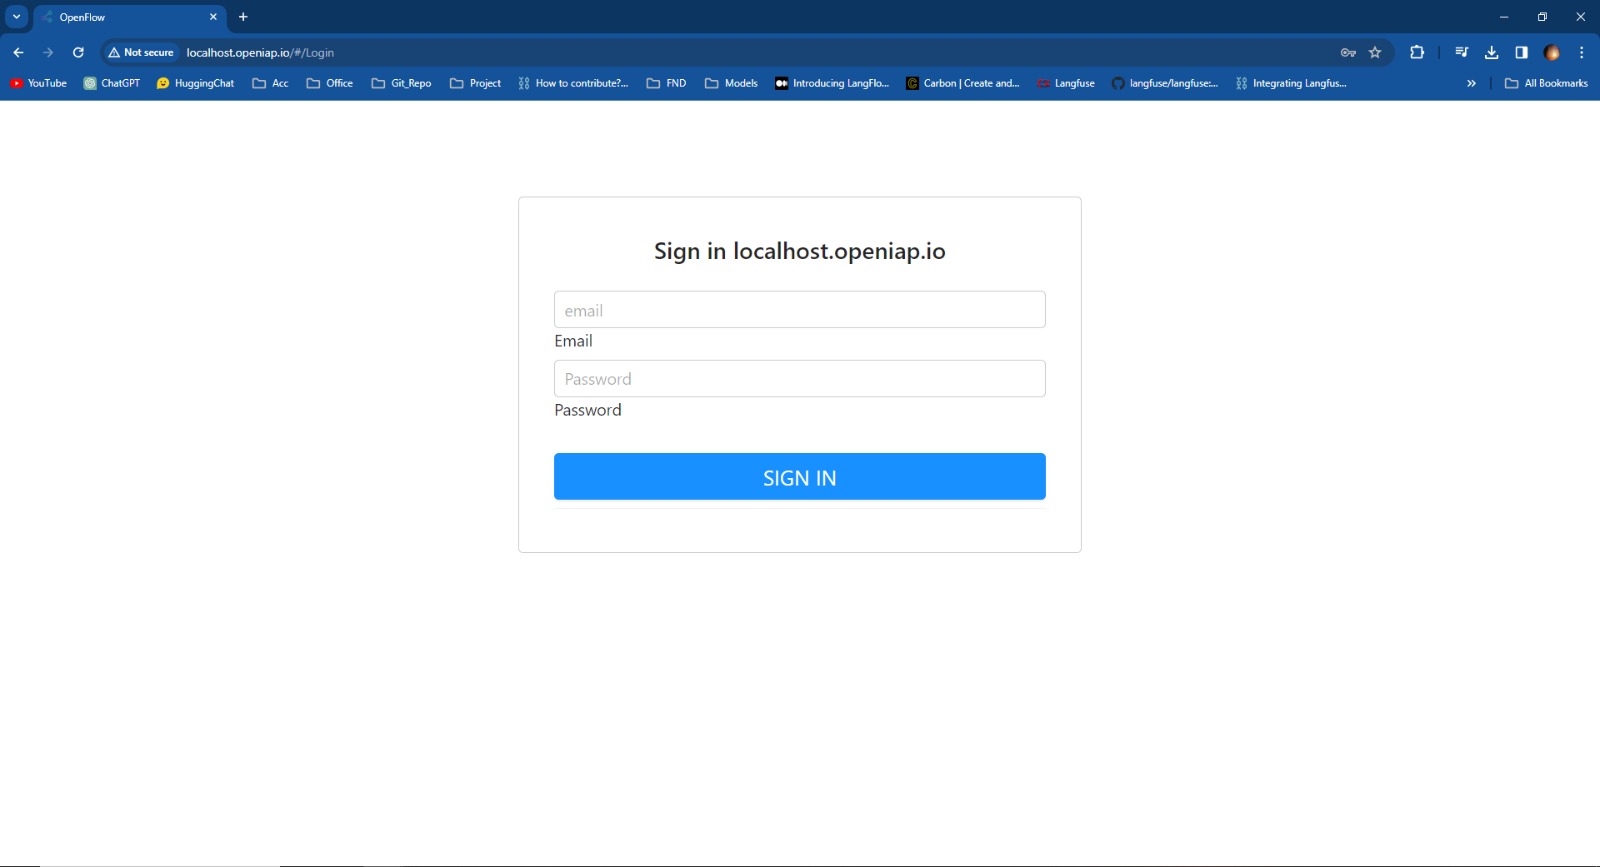 OpenFlow
Not secure localhost.openiap.io/#/Login
YouTube ChatGPT HuggingChat Acc Office Git_Repo Project How to contribute?... FND Models Introducing LangFlo... Carbon | Create and... Langfuse langfuse/langfuse:... Integrating Langfus... All Bookmarks
Sign in localhost.openiap.io
email
Email
Password
Password
SIGN IN